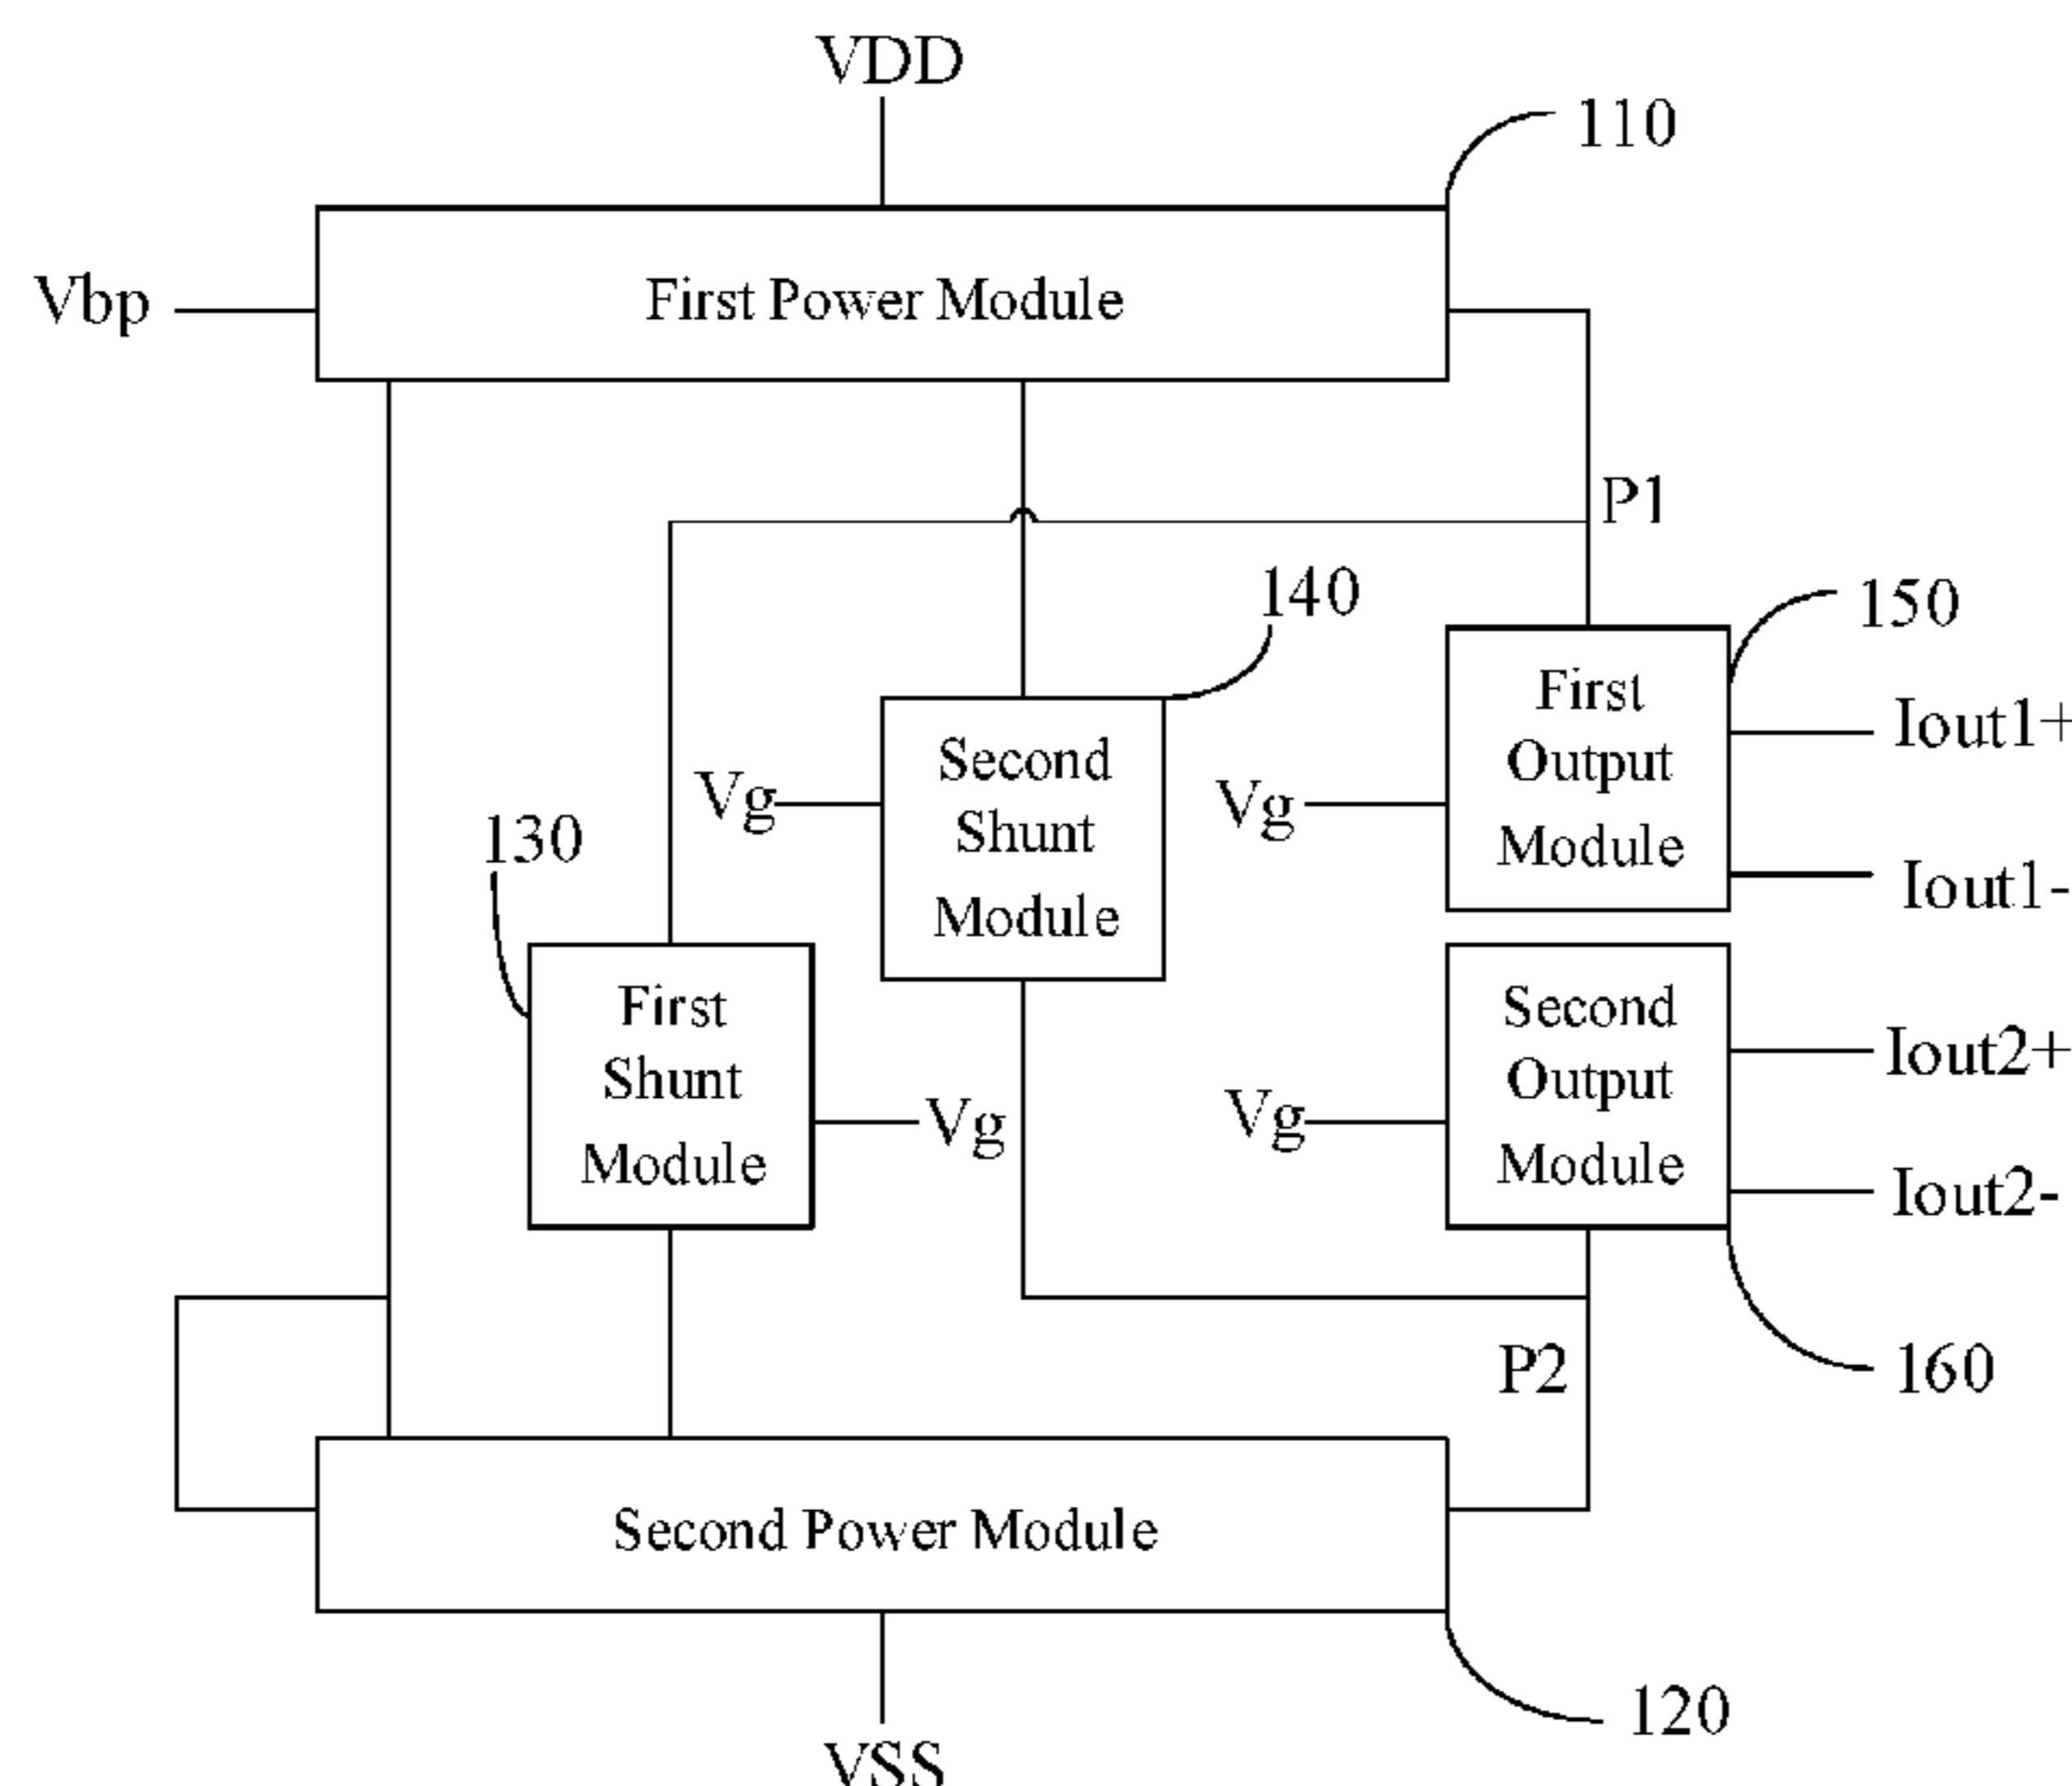 VDD
110
Vbp
First Power Module
P1
140
150
First
Output
Module
Iout1+
Iout1-
Vg
Second
Shunt
Module
Vg
130
First
Shunt
Module
Vg
Second
Output
Module
Vg
Iout2+
Iout2-
P2
160
Second Power Module
120
VSS